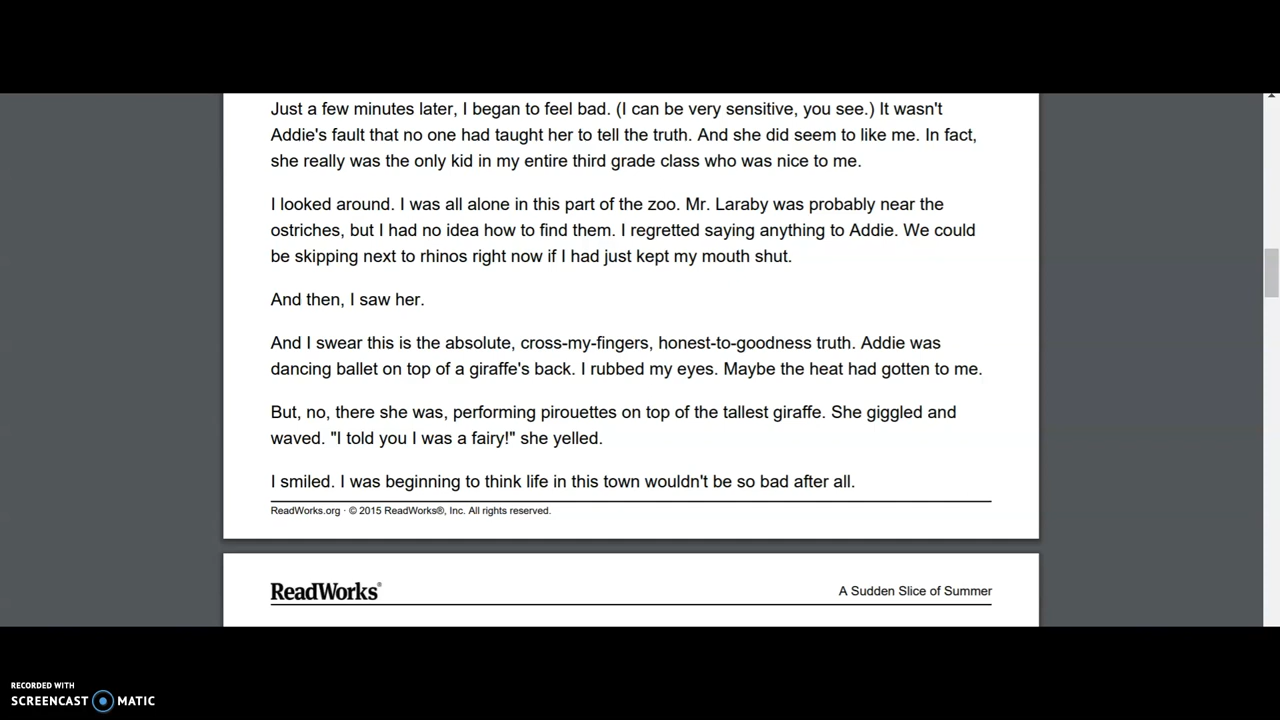 Just a few minutes later, I began to feel bad. (I can be very sensitive, you see.) It wasn't
Addie's fault that no one had taught her to tell the truth. And she did seem to like me. In fact,
she really was the only kid in my entire third grade class who was nice to me.
I looked around. I was all alone in this part of the zoo. Mr. Laraby was probably near the
ostriches, but I had no idea how to find them. I regretted saying anything to Addie. We could
be skipping next to rhinos right now if I had just kept my mouth shut.
And then, I saw her.
And I swear this is the absolute, cross-my-fingers, honest-to-goodness truth. Addie was
dancing ballet on top of a giraffe's back. I rubbed my eyes. Maybe the heat had gotten to me.
But, no, there she was, performing pirouettes on top of the tallest giraffe. She giggled and
waved. "I told you I was a fairy!" she yelled.
I smiled. I was beginning to think life in this town wouldn't be so bad after all.
ReadWorks.org · © 2015 ReadWorks®, Inc. All rights reserved.
ReadWorks® A Sudden Slice of Summer
RECORDED WITH
SCREENCAST MATIC